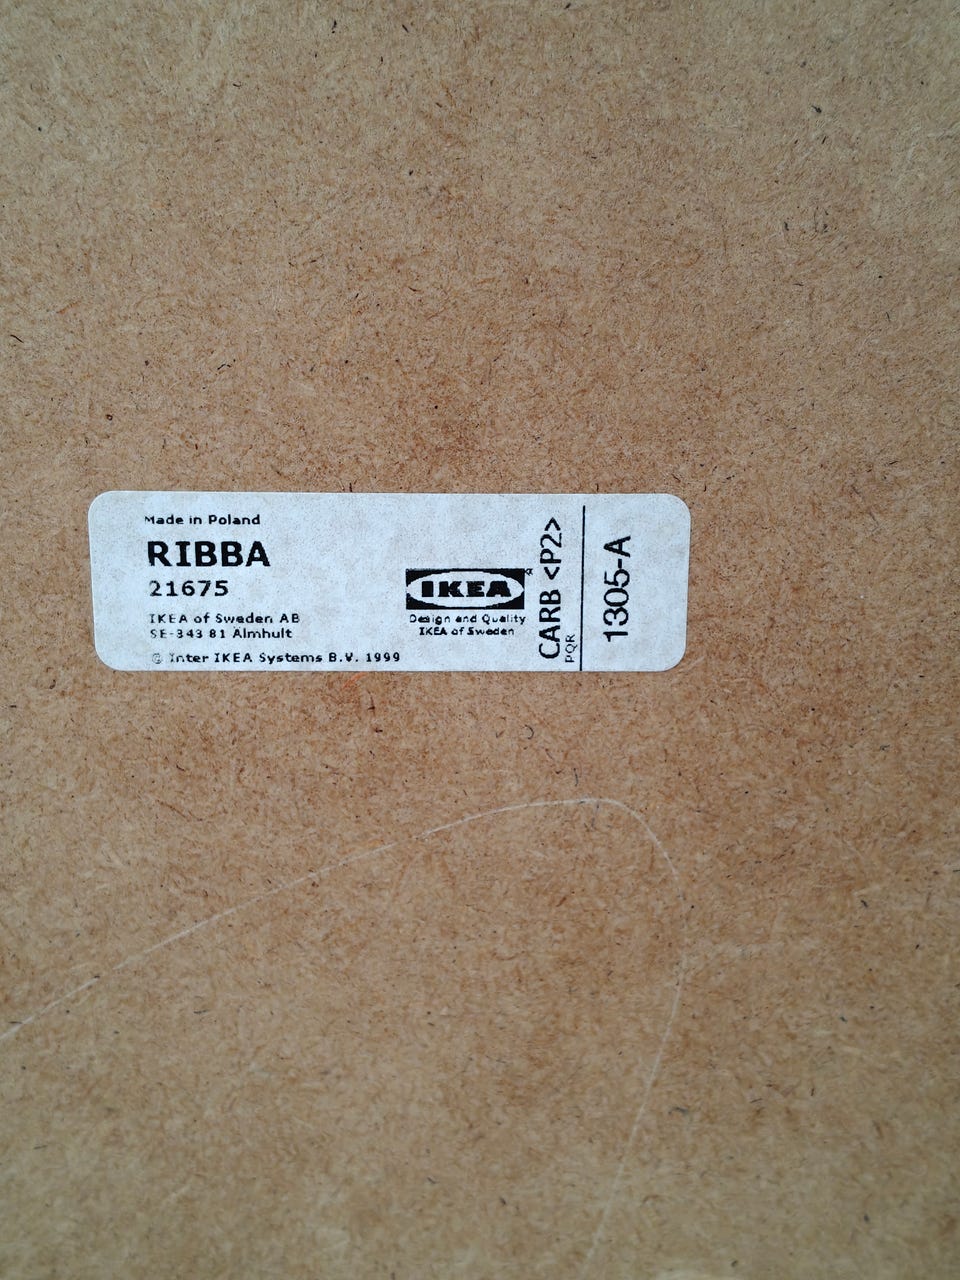 Made in Poland
RIBBA
21675
IKEA of Sweden AB
SE-343 81 Älmhult
© Inter IKEA Systems B.V. 1999
IKEA
Design and Quality
IKEA of Sweden
CARB <P2>
PQR
1305-A